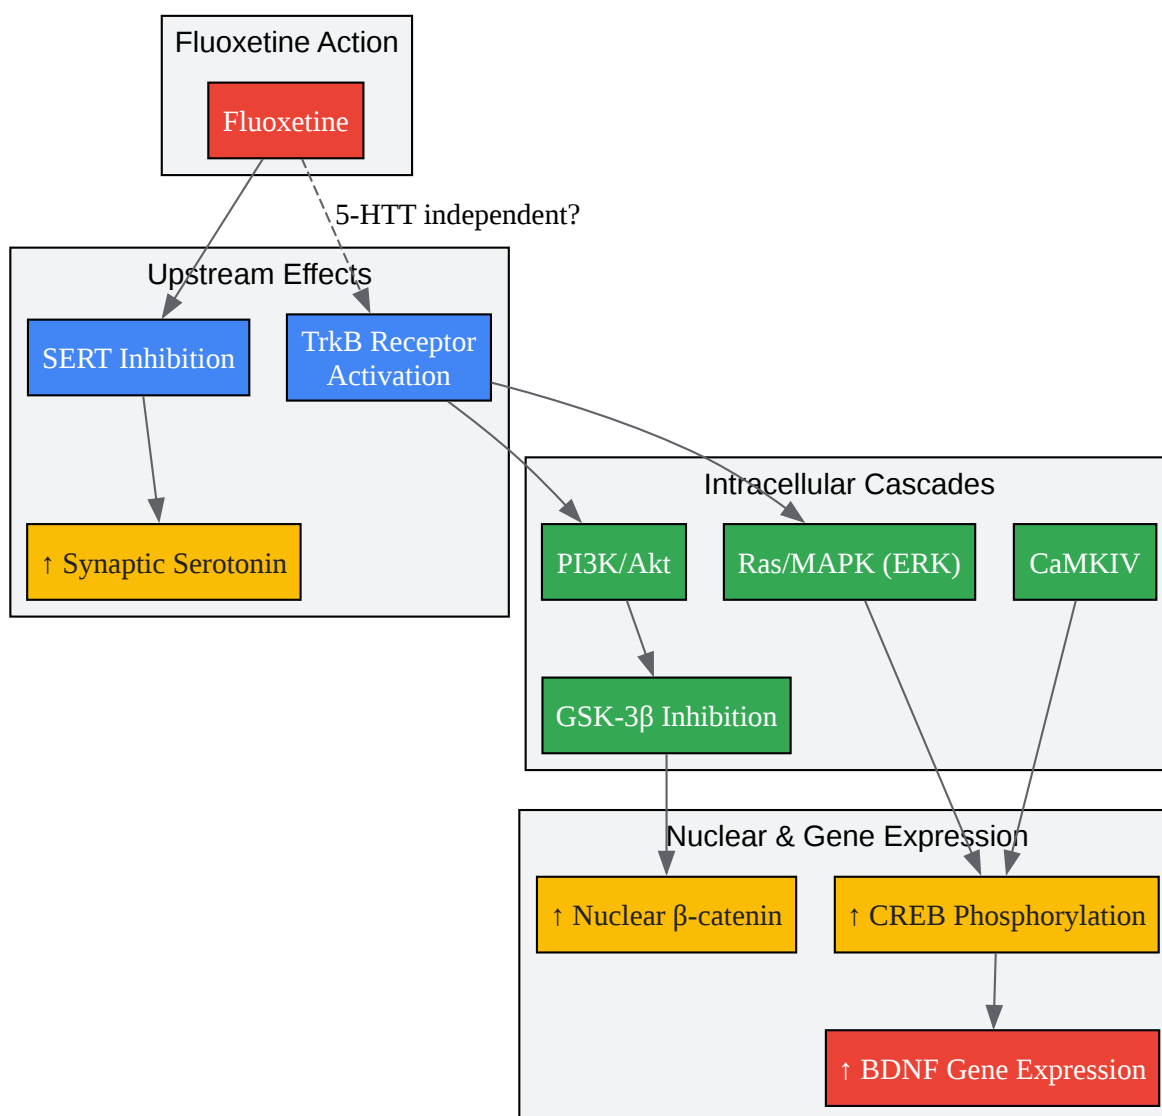 Fluoxetine Action
Fluoxetine
5-HTT independent?
Upstream Effects
SERT Inhibition
TrkB Receptor
Activation
↑ Synaptic Serotonin
Intracellular Cascades
PI3K/Akt
Ras/MAPK (ERK)
CaMKIV
GSK-3β Inhibition
Nuclear & Gene Expression
↑ Nuclear β-catenin
↑ CREB Phosphorylation
↑ BDNF Gene Expression